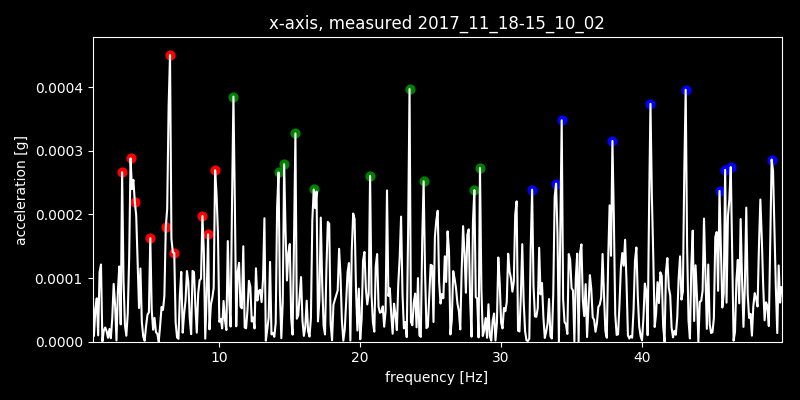 x-axis, measured 2017_11_18-15_10_02
acceleration [g]
0.0004
0.0003
0.0002
0.0001
0.0000
10 20 30 40
frequency [Hz]